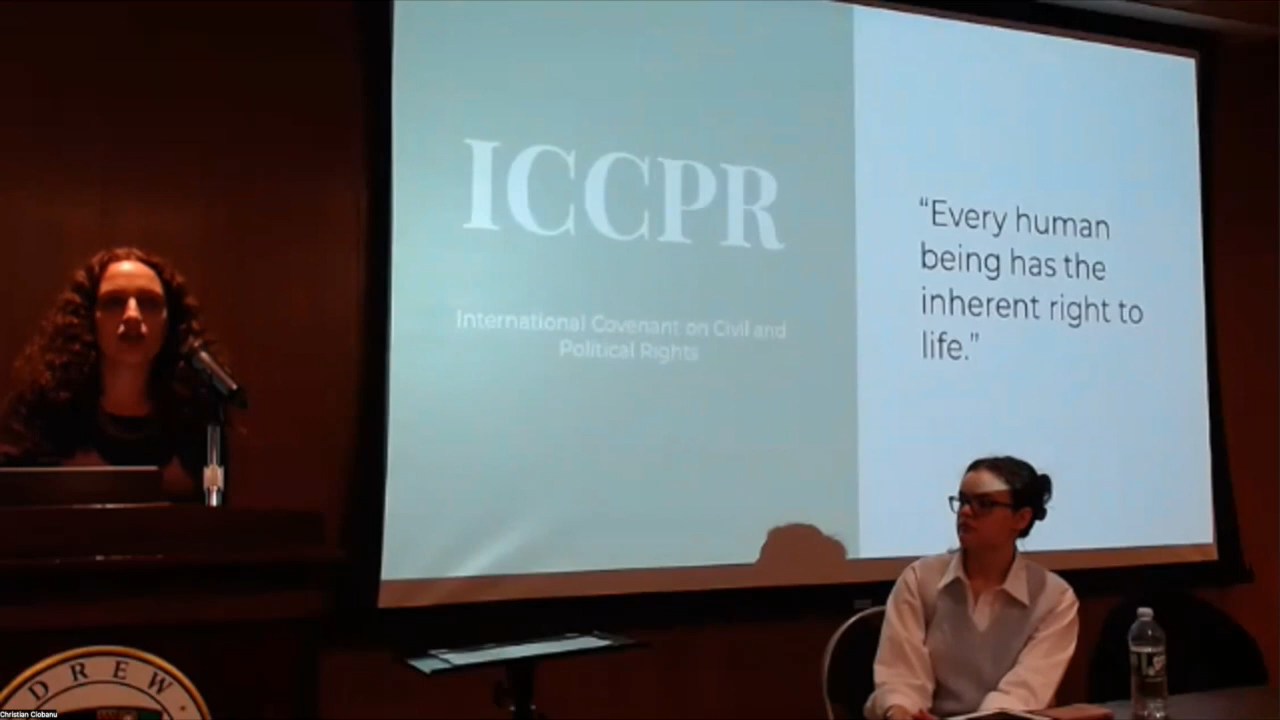 ICCPR
International Covenant on Civil and
Political Rights
“Every human
being has the
inherent right to
life.”
DREW
Christian Ciobanu